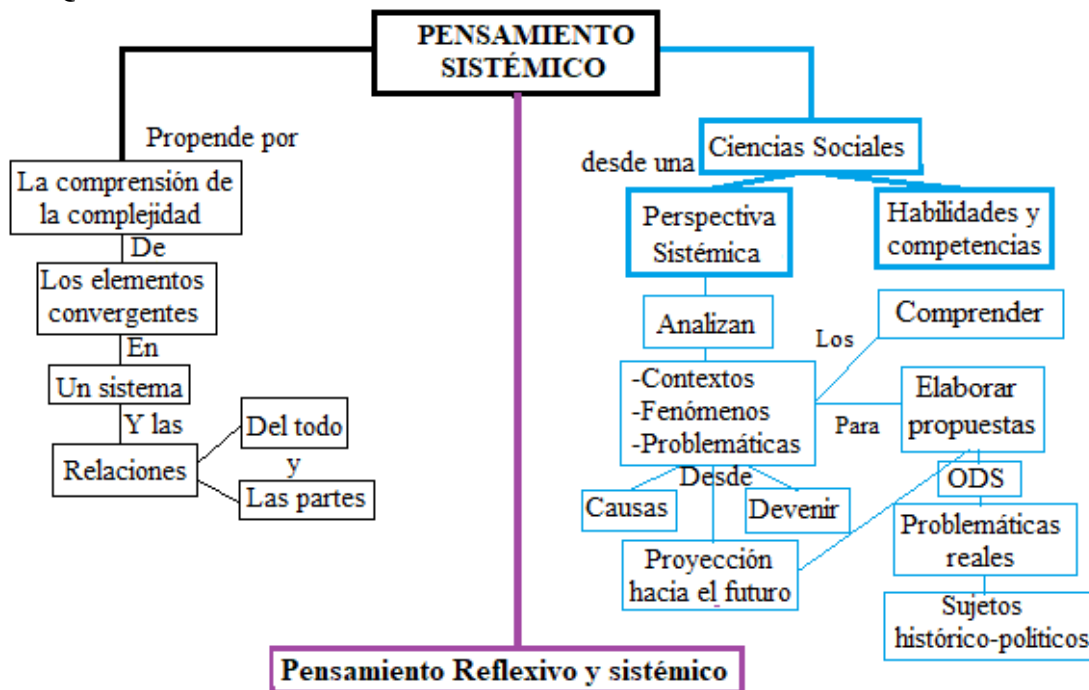 PENSAMIENTO
SISTÉMICO
Propende por
La comprensión de
la complejidad
De
Los elementos
convergentes
En
Un sistema
Y las
Relaciones
Del todo
y
Las partes
Ciencias Sociales
desde una
Perspectiva
Sistémica
Habilidades y
competencias
Analizan
Los
Comprender
-Contextos
-Fenómenos
-Problemáticas
Para
Elaborar
propuestas
Desde
Causas
Devenir
Proyección
hacia el futuro
ODS
Problemáticas
reales
Sujetos
histórico-políticos
Pensamiento Reflexivo y sistémico